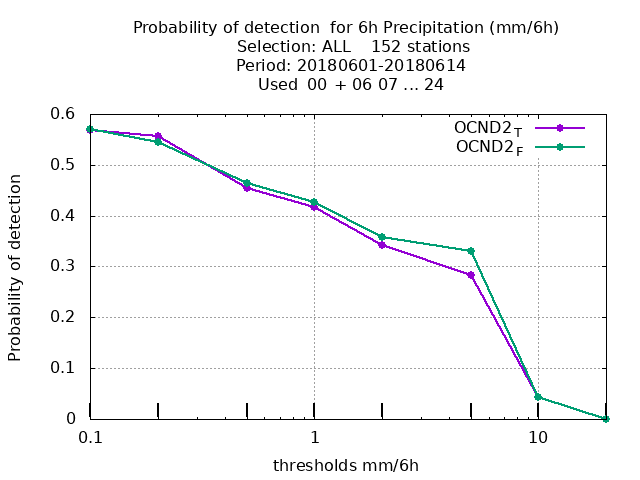 Probability of detection  for 6h Precipitation (mm/6h)
Selection: ALL    152 stations
Period: 20180601-20180614
Used  00  + 06 07 ... 24
OCND2T
OCND2F
0.6
0.5
0.4
0.3
0.2
0.1
0
Probability of detection
0.1 1 10
thresholds mm/6h